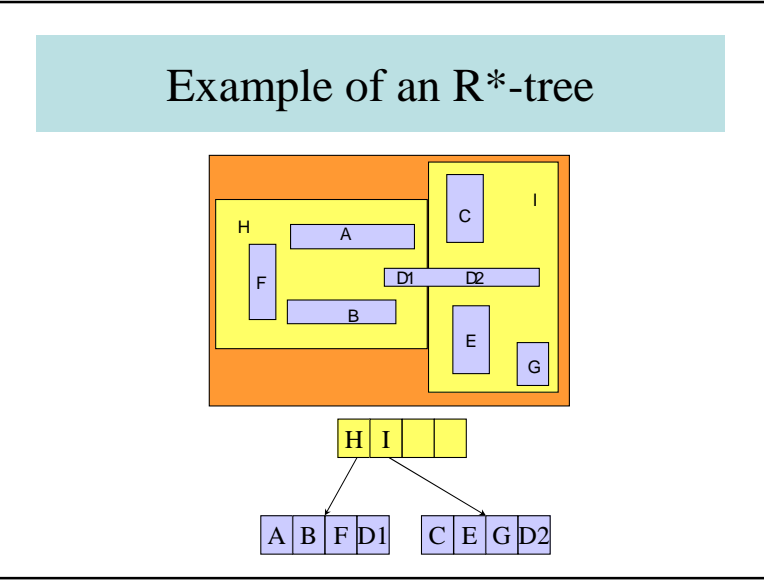 Example of an R*-tree
H
A
F
B
D1
D2
C
I
E
G
H I
A B F D1
C E G D2